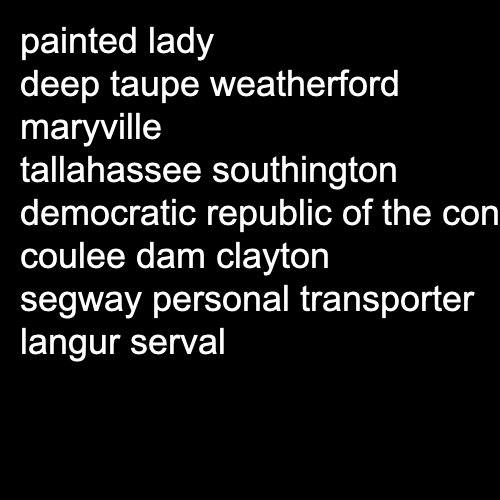 painted lady
deep taupe weatherford
maryville
tallahassee southington
democratic republic of the con
coulee dam clayton
segway personal transporter
langur serval